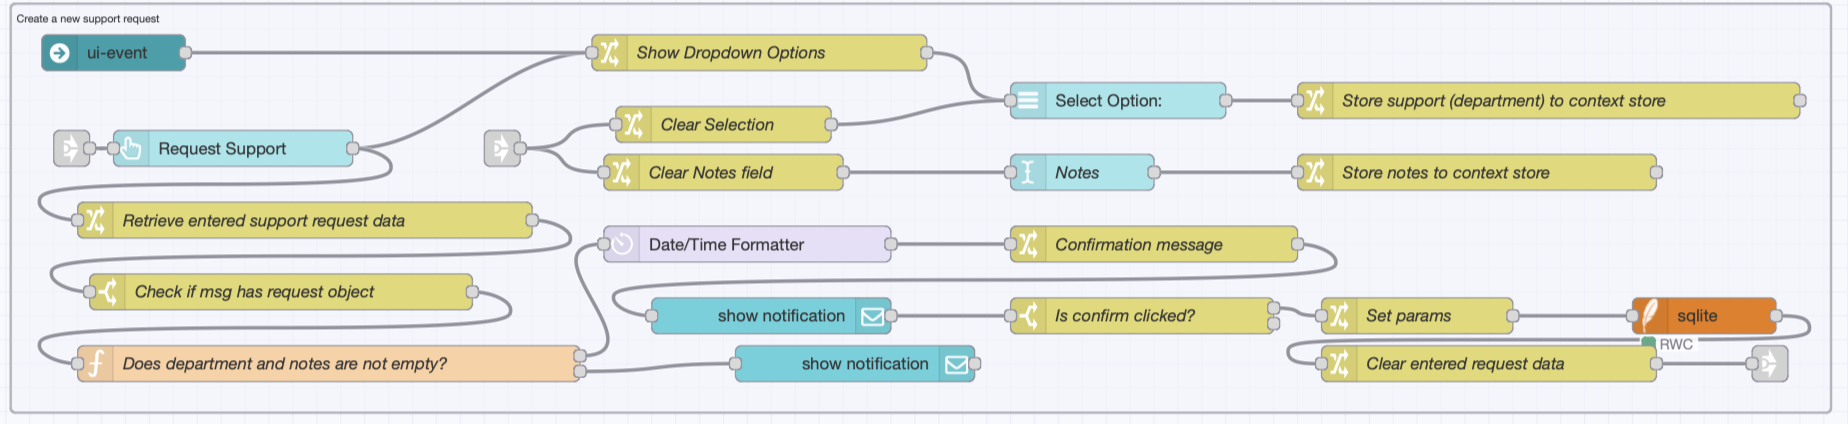 Create a new support request
ui-event
Show Dropdown Options
Select Option:
Store support (department) to context store
Clear Selection
Request Support
Clear Notes field
Notes
Store notes to context store
Retrieve entered support request data
Date/Time Formatter
Confirmation message
Check if msg has request object
show notification
Is confirm clicked?
Set params
sqlite
RWC
Does department and notes are not empty?
show notification
Clear entered request data